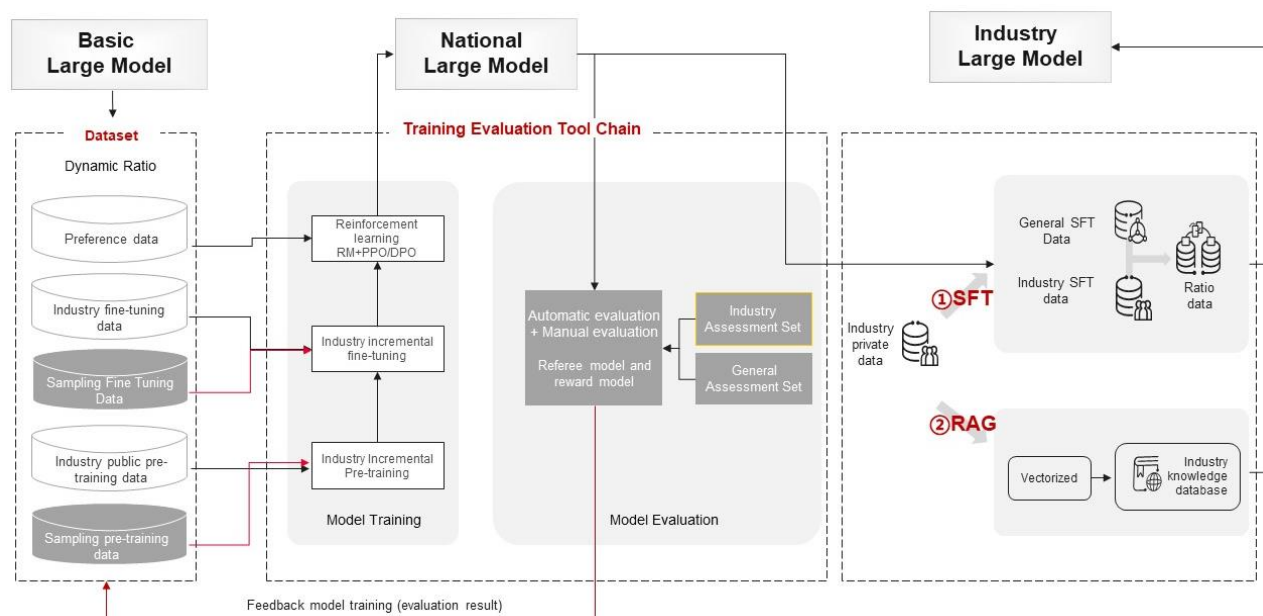 Basic
Large Model
National
Large Model
Industry
Large Model
Dataset
Dynamic Ratio
Preference data
Industry fine-tuning
data
Sampling Fine Tuning
Data
Industry public pre-
training data
Sampling pre-training
data
Training Evaluation Tool Chain
Reinforcement
learning
RM+PPO/DPO
Industry incremental
fine-tuning
Industry Incremental
Pre-training
Model Training
Automatic evaluation
+ Manual evaluation
Referee model and
reward model
Industry
Assessment Set
General
Assessment Set
Model Evaluation
Industry
private
data
①SFT
General SFT
Data
Industry SFT
data
Ratio
data
②RAG
Vectorized
Industry
knowledge
database
Feedback model training (evaluation result)